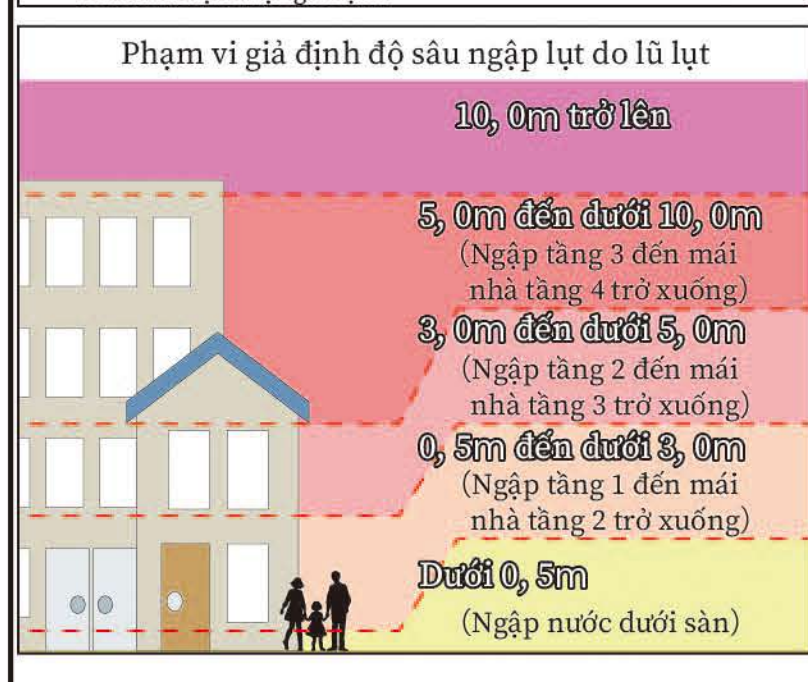 Phạm vi giả định độ sâu ngập lụt do lũ lụt
10, 0m trở lên
5, 0m đến dưới 10, 0m
(Ngập tầng 3 đến mái
nhà tầng 4 trở xuống)
3, 0m đến dưới 5, 0m
(Ngập tầng 2 đến mái
nhà tầng 3 trở xuống)
0, 5m đến dưới 3, 0m
(Ngập tầng 1 đến mái
nhà tầng 2 trở xuống)
Dưới 0, 5m
(Ngập nước dưới sàn)